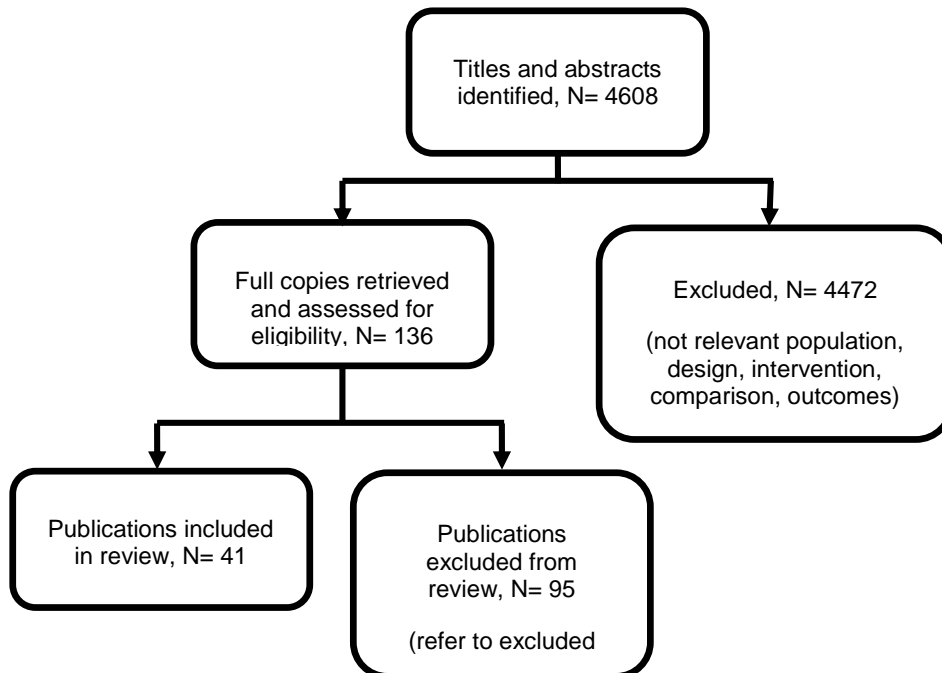 Titles and abstracts
identified, N= 4608
Full copies retrieved
and assessed for
eligibility, N= 136
Excluded, N= 4472
(not relevant population,
design, intervention,
comparison, outcomes)
Publications included
in review, N= 41
Publications
excluded from
review, N= 95
(refer to excluded